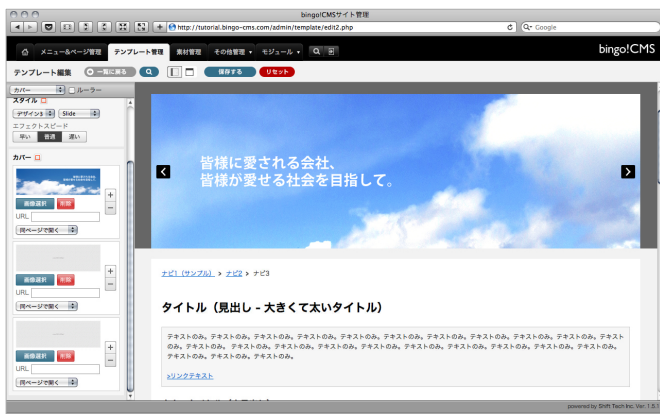 bingo!CMSサイト管理
http://tutorial.bingo-cms.com/admin/template/edit2.php
Google
メニュー&ページ管理 テンプレート管理 素材管理 その他管理 モジュール
bingo!CMS
テンプレート編集 一覧に戻る 保存する リセット
カバー ルーラー
スタイル
デザイン3 Slide
エフェクトスピード
早い 普通 遅い
カバー
画像選択 削除
URL
同ページで開く
画像選択 削除
URL
同ページで開く
画像選択 削除
URL
同ページで開く
皆様に愛される会社、
皆様が愛せる社会を目指して。
ナビ1（サンプル） > ナビ2 > ナビ3
タイトル（見出し - 大きくて太いタイトル）
テキストのみ。テキストのみ。テキストのみ。テキストのみ。テキストのみ。テキストのみ。テキストのみ。テキストのみ。テキストのみ。テキストのみ。テキスト
のみ。テキストのみ。 テキストのみ。テキストのみ。テキストのみ。テキストのみ。テキストのみ。テキストのみ。テキストのみ。テキストのみ。テキストのみ。
テキストのみ。テキストのみ。テキストのみ。
>リンクテキスト
powered by Shift Tech Inc. Ver. 1.6.1